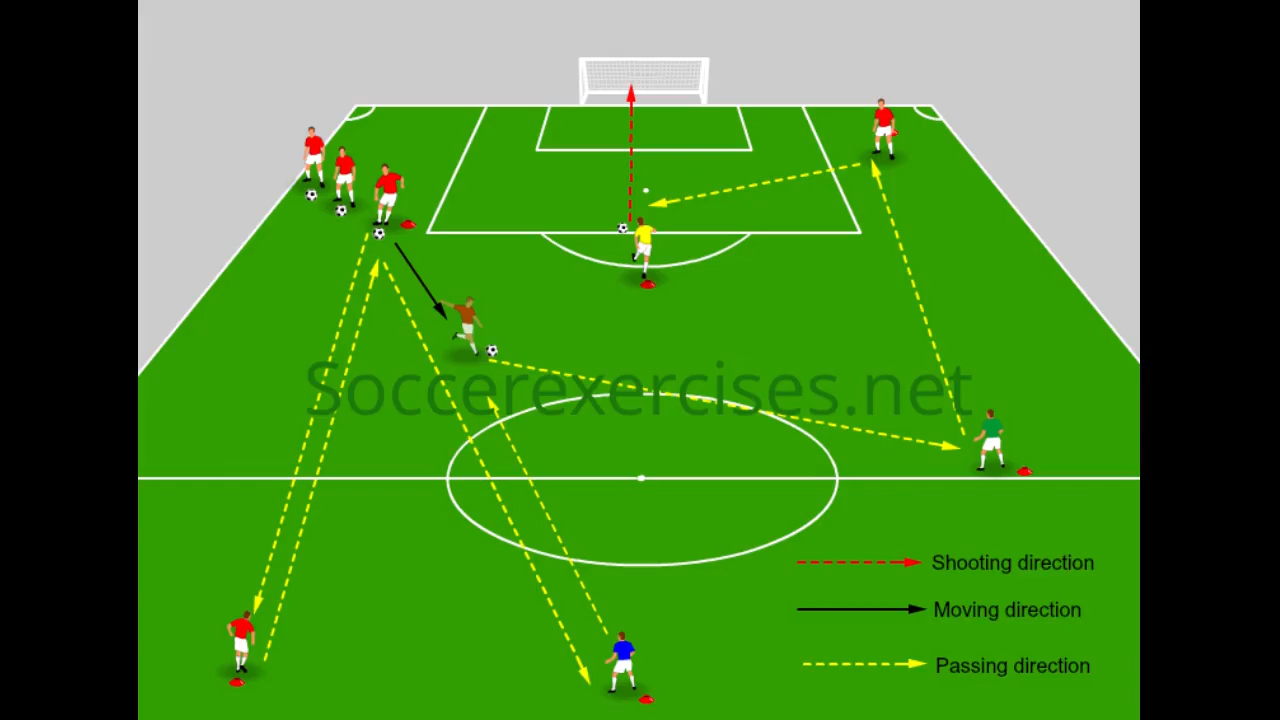 Soccerexercises.net
Shooting direction
Moving direction
Passing direction